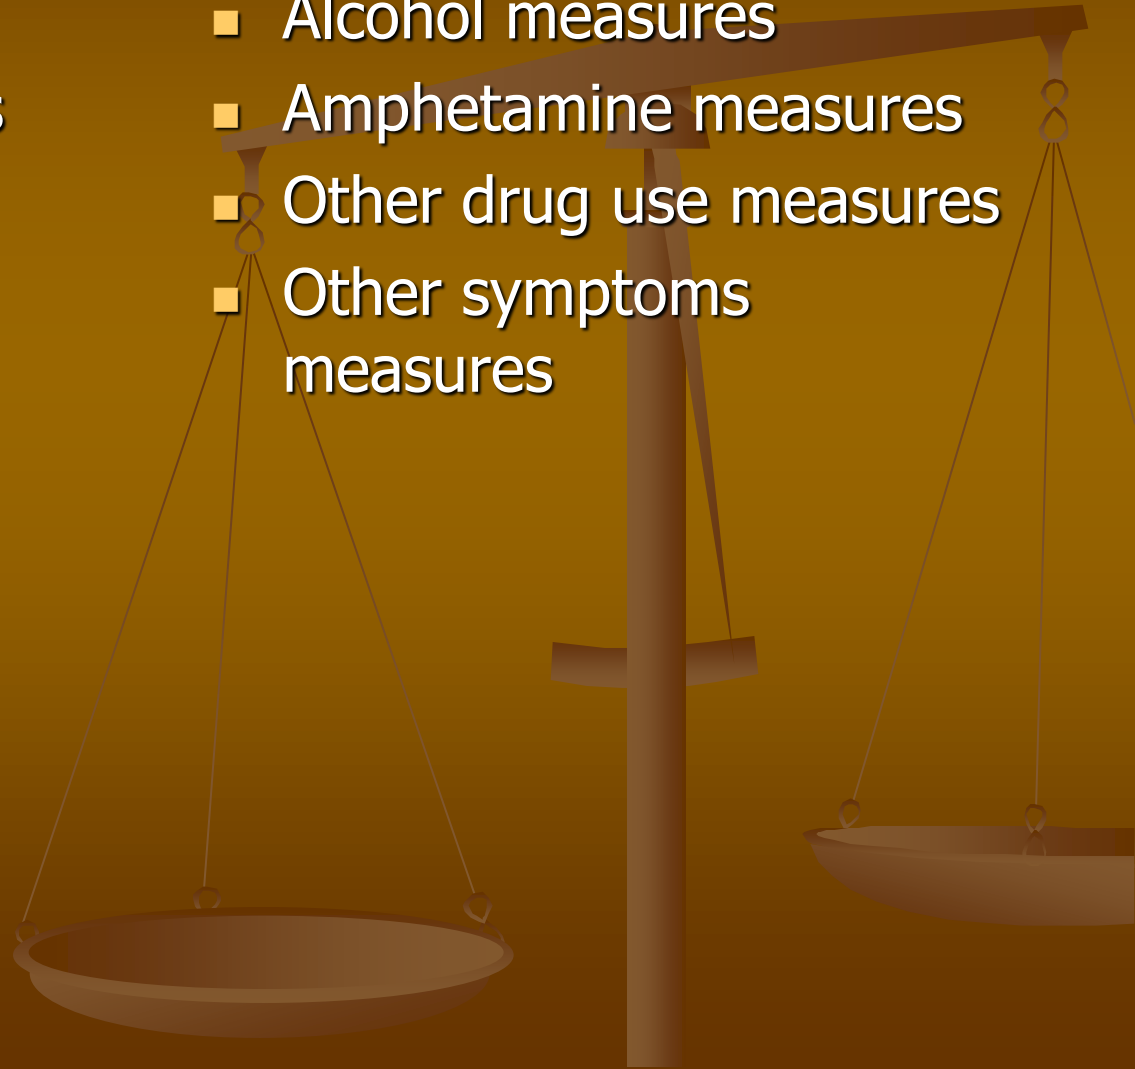 Alcohol measures
Amphetamine measures
Other drug use measures
Other symptoms
measures